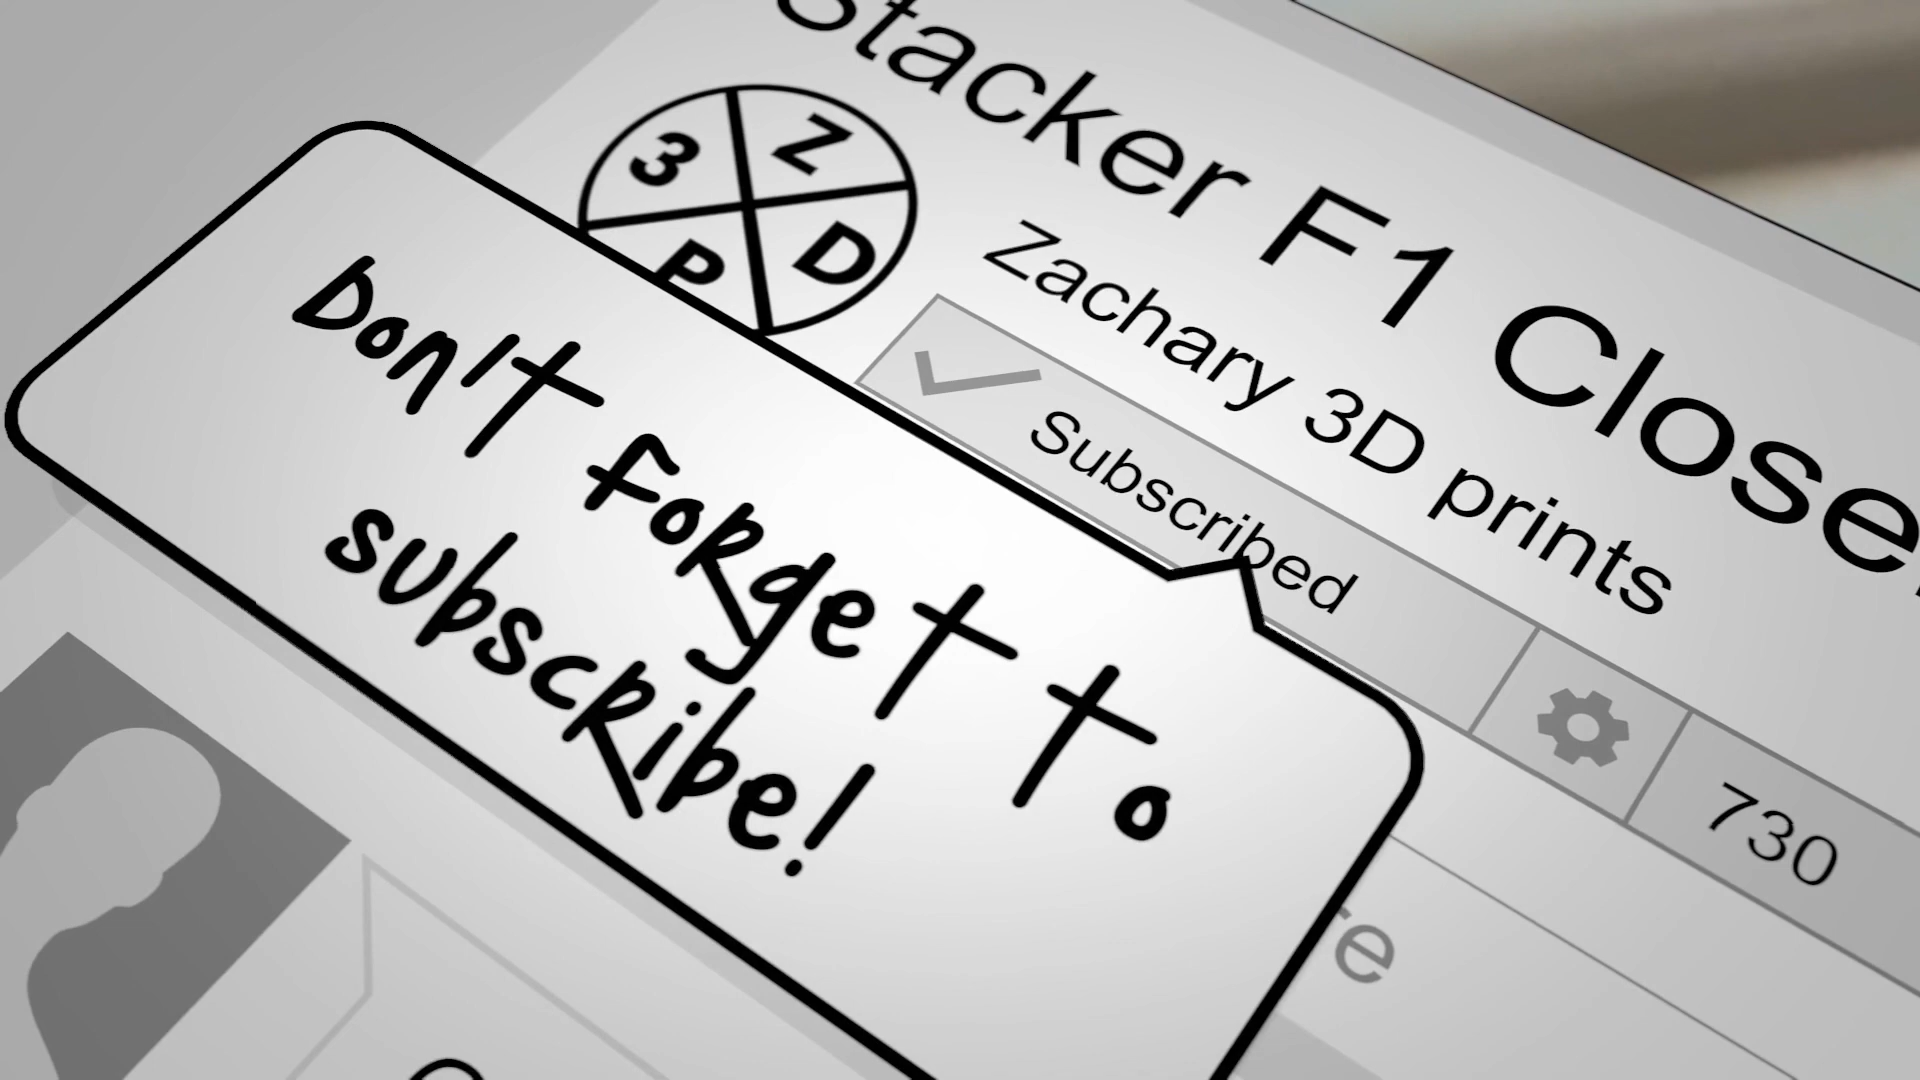 Stacker F1 Close
3 Z
P D
Zachary 3D prints
Subscribed
730
Don't forget to
subscribe!